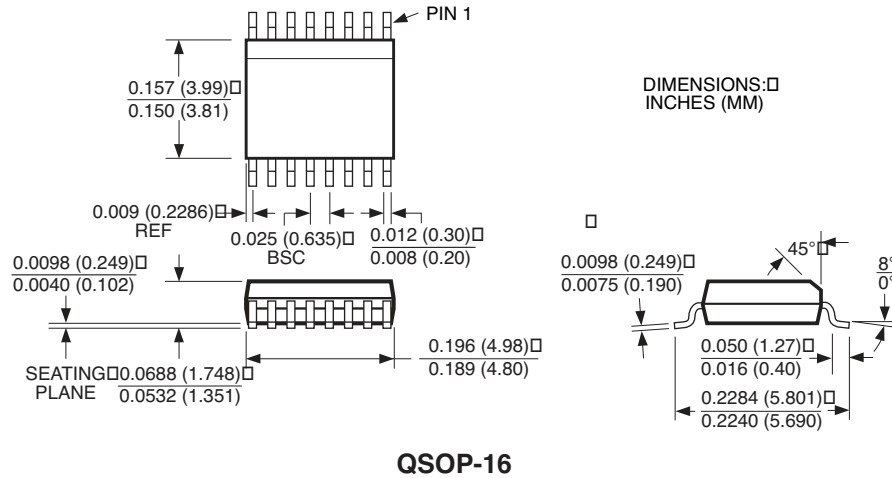 PIN 1
0.157 (3.99)□
0.150 (3.81)
DIMENSIONS:□
INCHES (MM)
0.009 (0.2286)□
REF
0.025 (0.635)□
BSC
0.012 (0.30)□
0.008 (0.20)
□
45°□
0.0098 (0.249)□
0.0040 (0.102)
0.0098 (0.249)□
0.0075 (0.190)
8°
0°
SEATING□
PLANE
0.0688 (1.748)□
0.0532 (1.351)
0.196 (4.98)□
0.189 (4.80)
0.050 (1.27)□
0.016 (0.40)
0.2284 (5.801)□
0.2240 (5.690)
QSOP-16